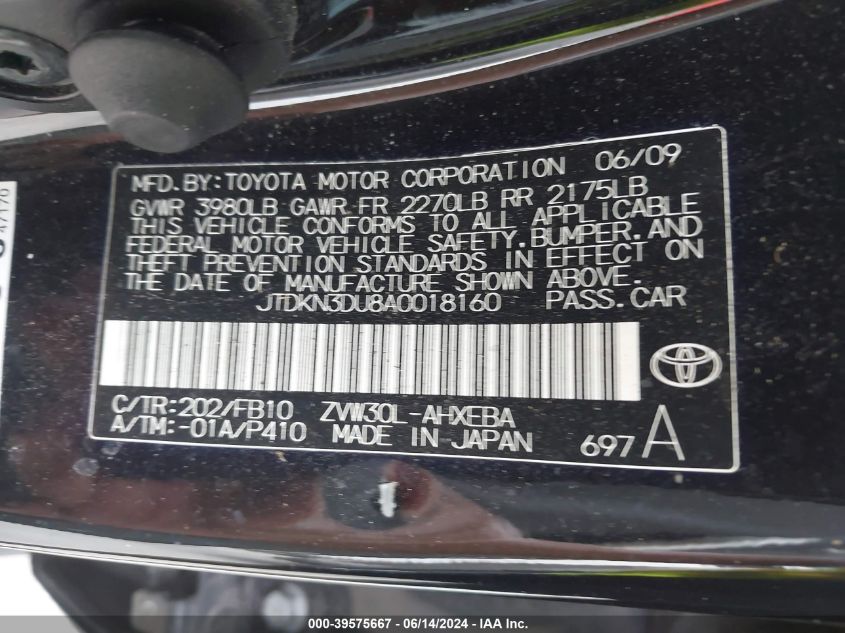 MFD. BY: TOYOTA MOTOR CORPORATION 06/09
GVWR 3980LB GAWR FR 2270LB RR 2175LB
THIS VEHICLE CONFORMS TO ALL APPLICABLE
FEDERAL MOTOR VEHICLE SAFETY, BUMPER, AND
THEFT PREVENTION STANDARDS IN EFFECT ON
THE DATE OF MANUFACTURE SHOWN ABOVE.
JTDKN3DU8A0018160 PASS. CAR
C/TR: 202/FB10 ZVW30L-AHXEBA
A/TM: -01A/P410 MADE IN JAPAN 697 A
000-39575667 - 06/14/2024 - IAA Inc.